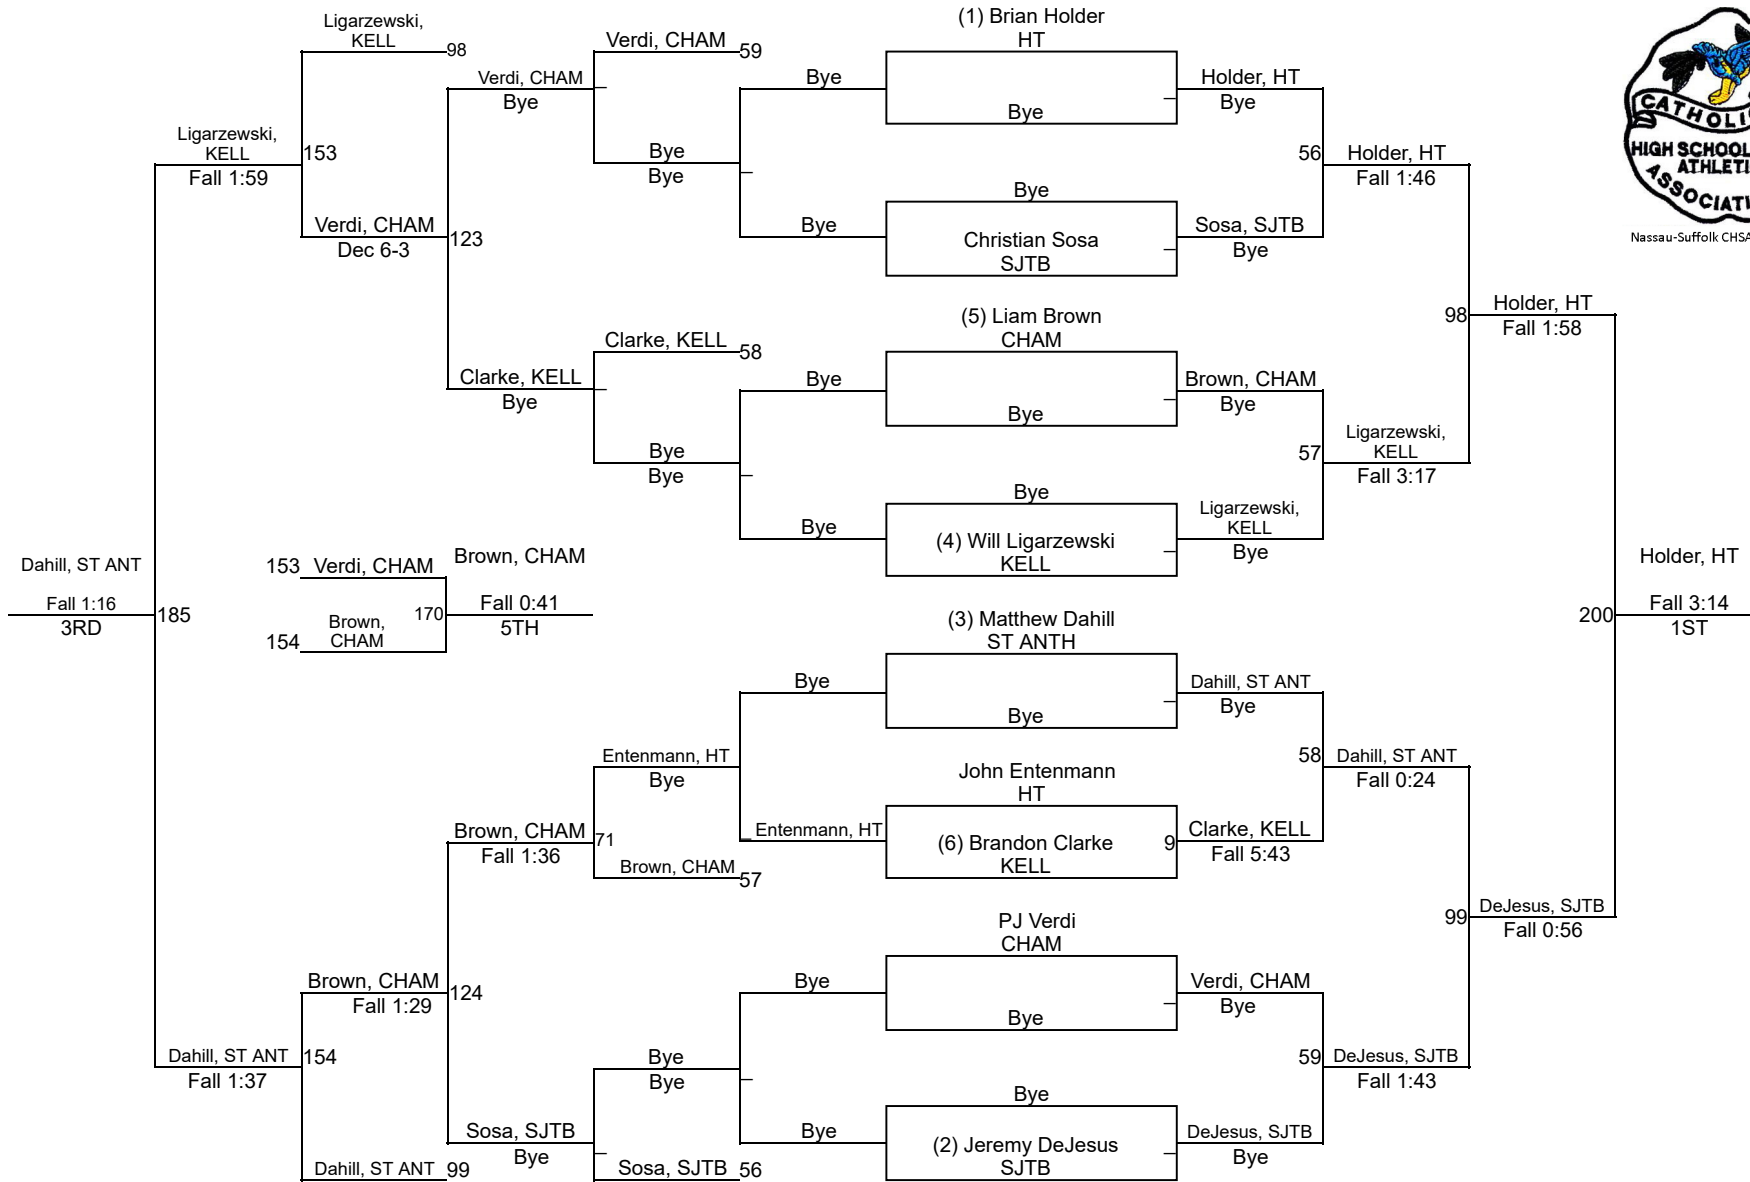 Ligarzewski,
KELL
98
Verdi, CHAM
59
(1) Brian Holder
HT
Verdi, CHAM
Bye
Bye
Bye
Holder, HT
Bye
CATHOLI
HIGH SCHOOL
ATHLETI
ASSOCIATI
Nassau-Suffolk CHSA
Ligarzewski,
KELL
Fall 1:59
153
Bye
Bye
56
Holder, HT
Fall 1:46
Verdi, CHAM
Dec 6-3
123
Bye
Bye
Christian Sosa
SJTB
Sosa, SJTB
Bye
98
Holder, HT
Fall 1:58
(5) Liam Brown
CHAM
Clarke, KELL
58
Clarke, KELL
Bye
Bye
Bye
Brown, CHAM
Bye
Bye
Bye
57
Ligarzewski,
KELL
Fall 3:17
Bye
Bye
(4) Will Ligarzewski
KELL
Ligarzewski,
KELL
Bye
Dahill, ST ANT
Fall 1:16
3RD
185
153
Verdi, CHAM
Brown, CHAM
154
Brown,
CHAM
170
Fall 0:41
5TH
200
Holder, HT
Fall 3:14
1ST
(3) Matthew Dahill
ST ANTH
Bye
Bye
Dahill, ST ANT
Bye
Entenmann, HT
Bye
58
Dahill, ST ANT
Fall 0:24
John Entenmann
HT
Brown, CHAM
Fall 1:36
71
Entenmann, HT
(6) Brandon Clarke
KELL
9
Clarke, KELL
Fall 5:43
Brown, CHAM
57
99
DeJesus, SJTB
Fall 0:56
PJ Verdi
CHAM
Brown, CHAM
Fall 1:29
124
Bye
Bye
Verdi, CHAM
Bye
Dahill, ST ANT
Fall 1:37
154
Bye
Bye
59
DeJesus, SJTB
Fall 1:43
Bye
Sosa, SJTB
Bye
Bye
(2) Jeremy DeJesus
SJTB
DeJesus, SJTB
Bye
Dahill, ST ANT
99
Sosa, SJTB
56